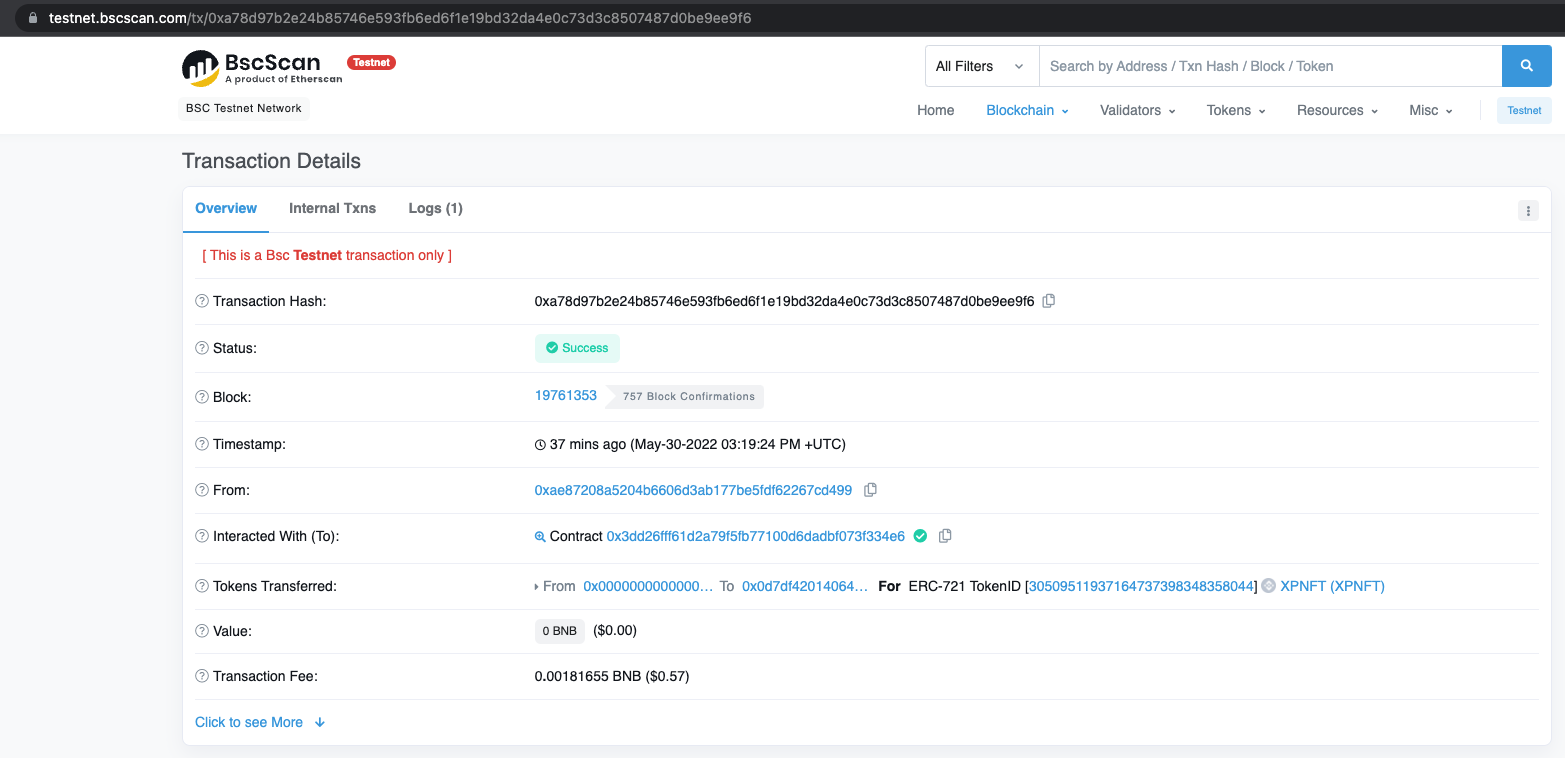 testnet.bscscan.com/tx/0xa78d97b2e24b85746e593fb6ed6f1e19bd32da4e0c73d3c8507487d0be9ee9f6
BscScan Testnet
A product of Etherscan
All Filters Search by Address / Txn Hash / Block / Token
BSC Testnet Network
Home Blockchain Validators Tokens Resources Misc Testnet
Transaction Details
Overview Internal Txns Logs (1)
[ This is a Bsc Testnet transaction only ]
Transaction Hash: 0xa78d97b2e24b85746e593fb6ed6f1e19bd32da4e0c73d3c8507487d0be9ee9f6
Status: Success
Block: 19761353 757 Block Confirmations
Timestamp: 37 mins ago (May-30-2022 03:19:24 PM +UTC)
From: 0xae87208a5204b6606d3ab177be5fdf62267cd499
Interacted With (To): Contract 0x3dd26fff61d2a79f5fb77100d6dadbf073f334e6
Tokens Transferred: From 0x0000000000000... To 0x0d7df42014064... For ERC-721 TokenID [30509511937164737398348358044] XPNFT (XPNFT)
Value: 0 BNB ($0.00)
Transaction Fee: 0.00181655 BNB ($0.57)
Click to see More